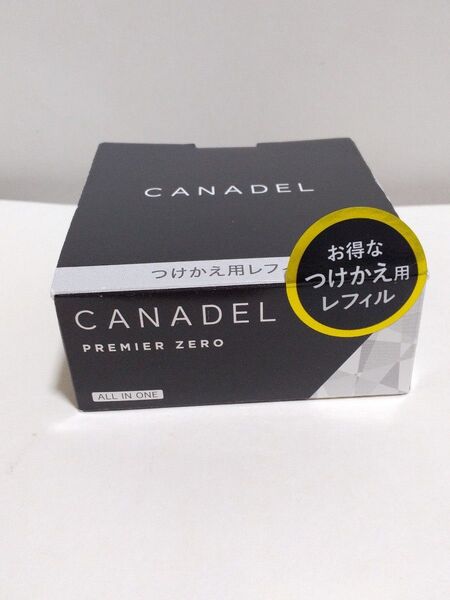 CANADEL
つけかえ用レフィ
CANADEL
PREMIER ZERO
ALL IN ONE
お得な
つけかえ用
レフィル